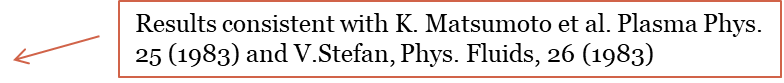 Results consistent with K. Matsumoto et al. Plasma Phys.
25 (1983) and V.Stefan, Phys. Fluids, 26 (1983)